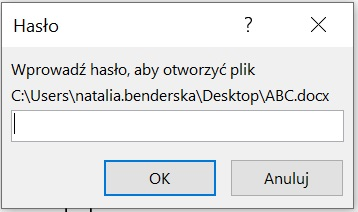 Hasło
Wprowadź hasło, aby otworzyć plik
C:\Users\natalia.benderska\Desktop\ABC.docx
OK
Anuluj